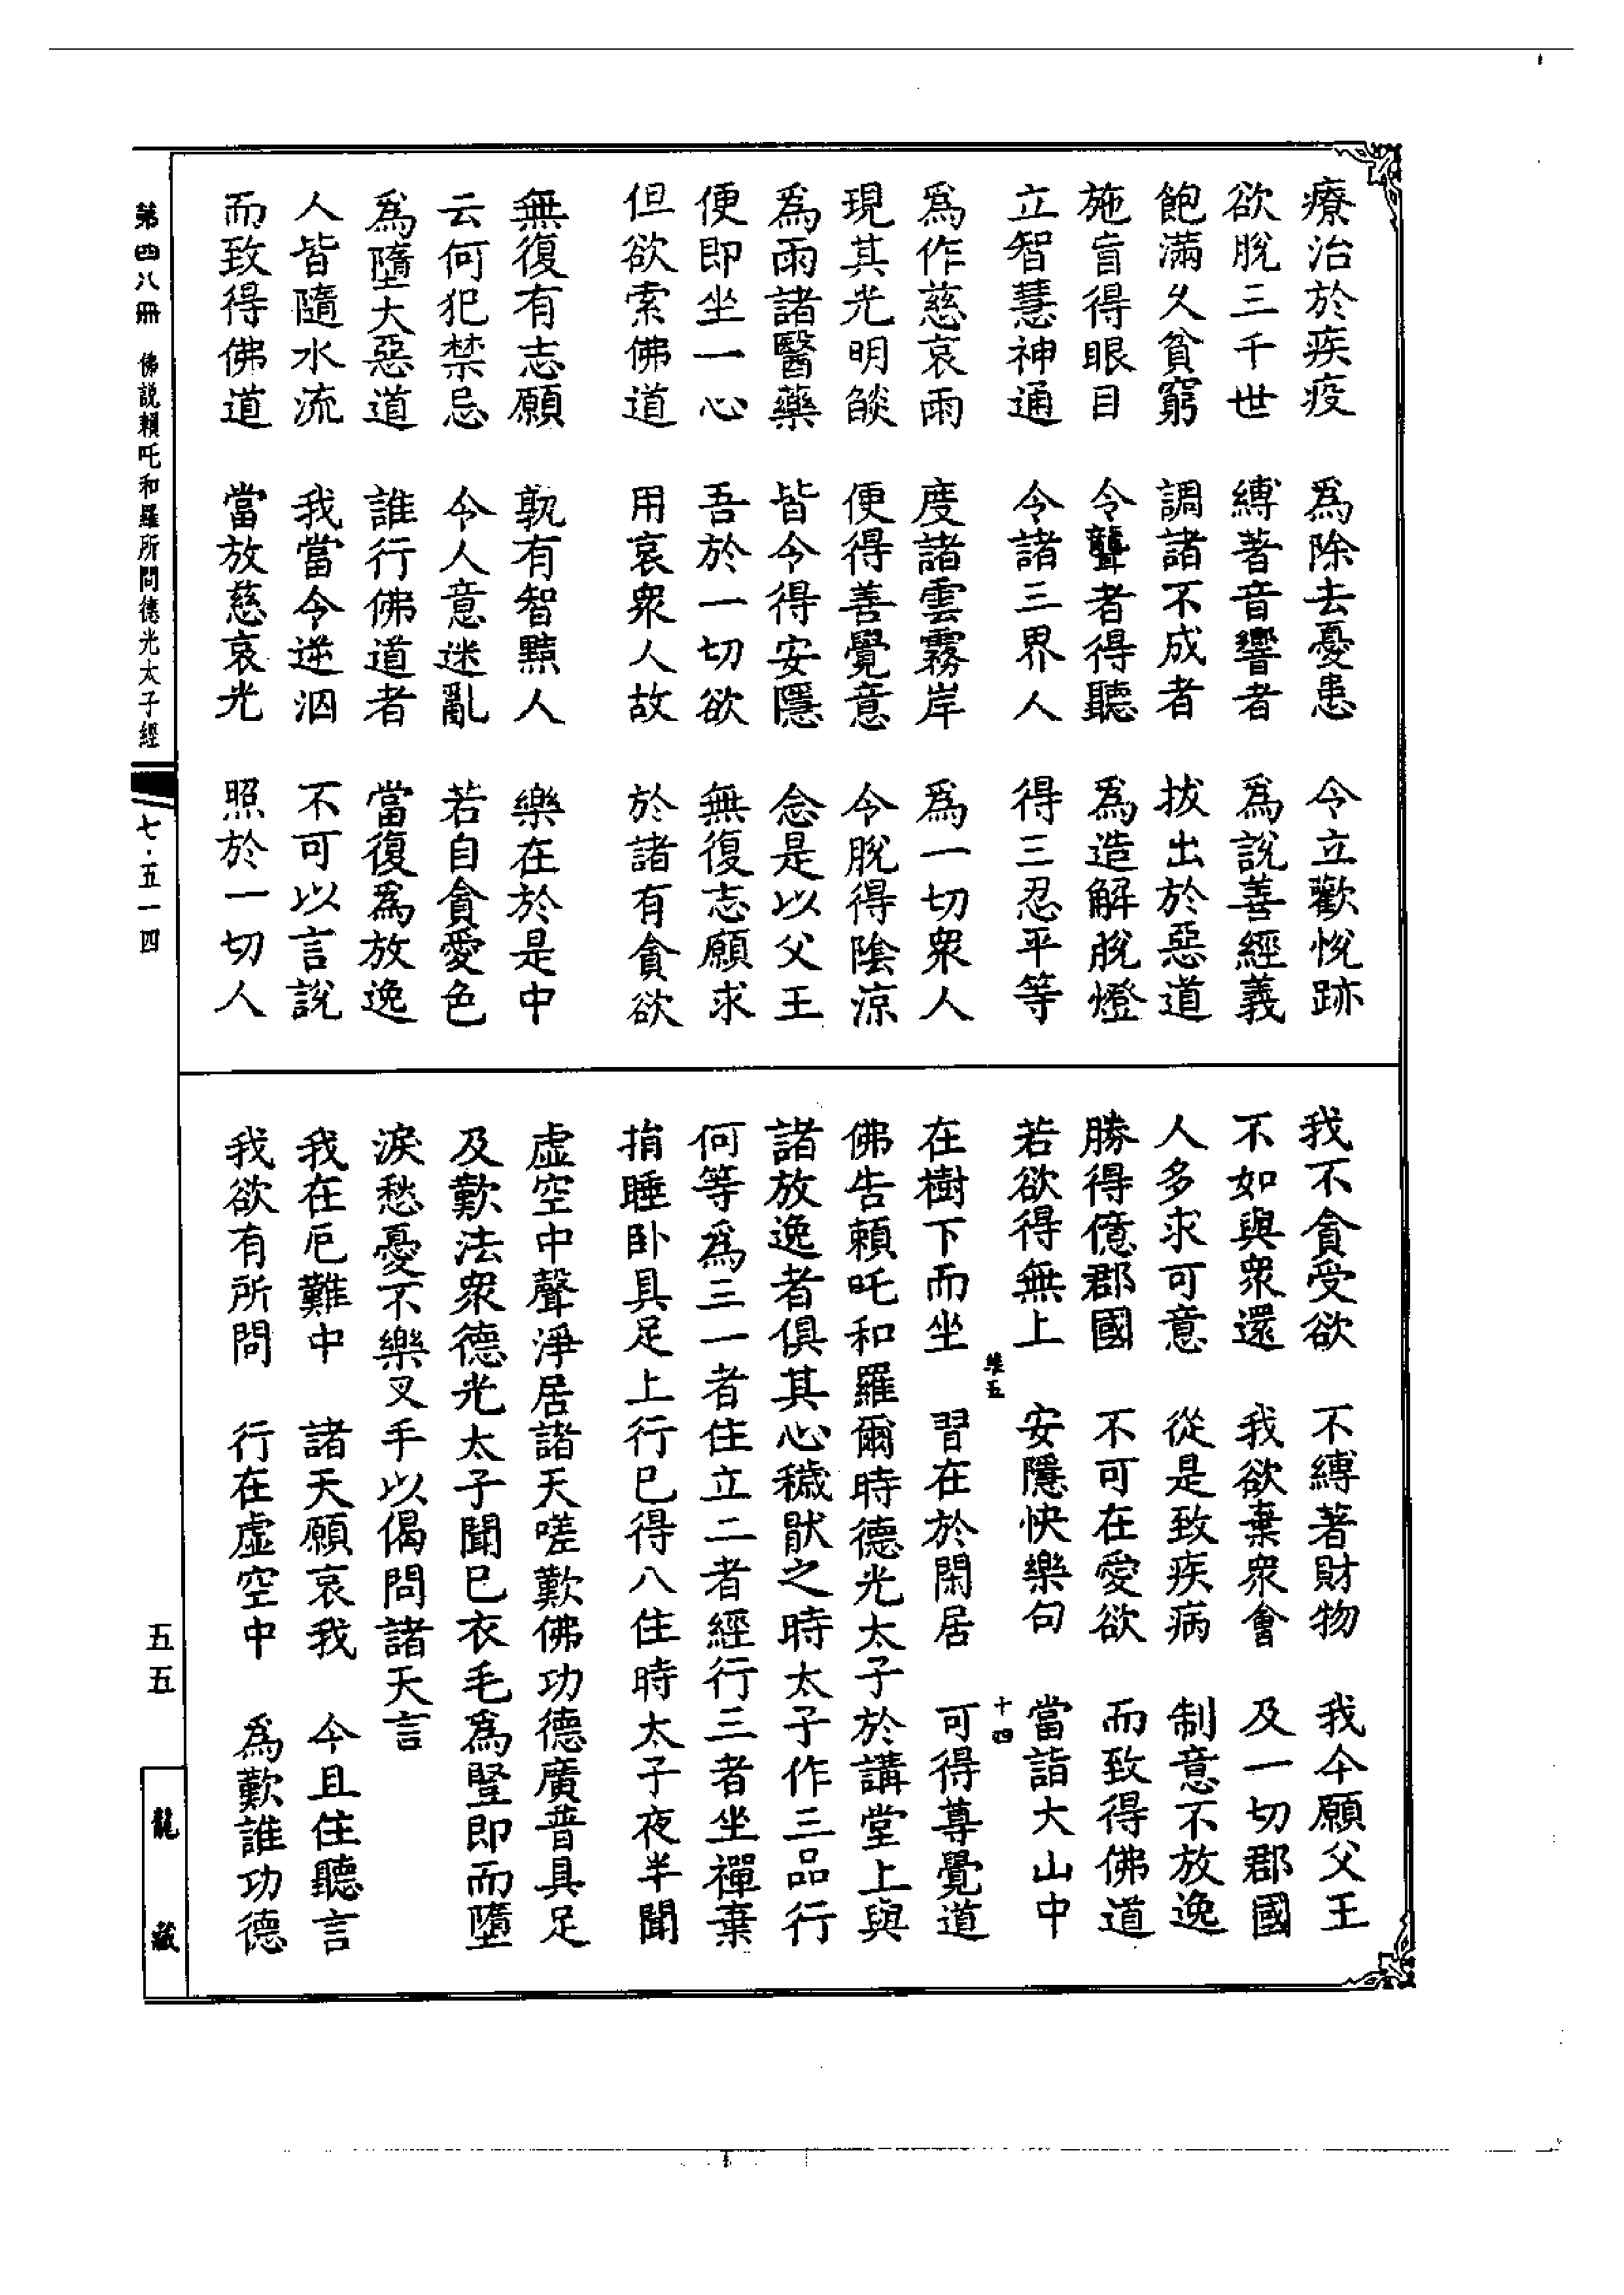 療治於疾疫　為除去憂患　令立歡悅跡
欲脫三千世　縛著音響者　為說善經義
飽滿久貧窮　調諸不成者　拔出於惡道
施盲得眼目　令聾者得聽　為造解脫燈
立智慧神通　令諸三界人　得三忍平等
為作慈哀雨　度諸雲霧岸　為一切衆人
現其光明燄　便得善覺意　令脫得陰涼
為雨諸醫藥　皆令得安隱　念是以父王
便即坐一心　吾於一切欲　無復志願求
但欲索佛道　用哀衆人故　於諸有貪欲
無復有志願　孰有智黠人　樂在於是中
云何犯禁忌　令人意迷亂　若自貪愛色
為墮大惡道　誰行佛道者　當復為放逸
人皆隨水流　我當令逆泅　不可以言說
而致得佛道　當放慈哀光　照於一切人
我不貪受欲　不縛著財物　我今願父王
不如與衆還　我欲棄衆會　及一切郡國
人多求可意　從是致疾病　制意不放逸
勝得億郡國　不可在愛欲　而致得佛道
若欲得無上　安隱快樂句　當詣大山中
十四
在樹下而坐　習在於閑居　可得尊覺道
佛告賴吒和羅爾時德光太子於講堂上與
諸放逸者俱其心穢猒之時太子作三品行
何等為三一者住立二者經行三者坐禪棄
捐睡卧具足上行巳得八住時太子夜半聞
虛空中聲淨居諸天嗟歎佛功德廣普具足
及歎法衆德光太子聞巳衣毛為豎即而墮
淚愁憂不樂叉手以偈問諸天言
我在厄難中　諸天願哀我　今且住聽言
我欲有所問　行在虛空中　為歎誰功德
第四八冊　佛說賴吒和羅所問德光太子經
七·五一四
五五
龍藏